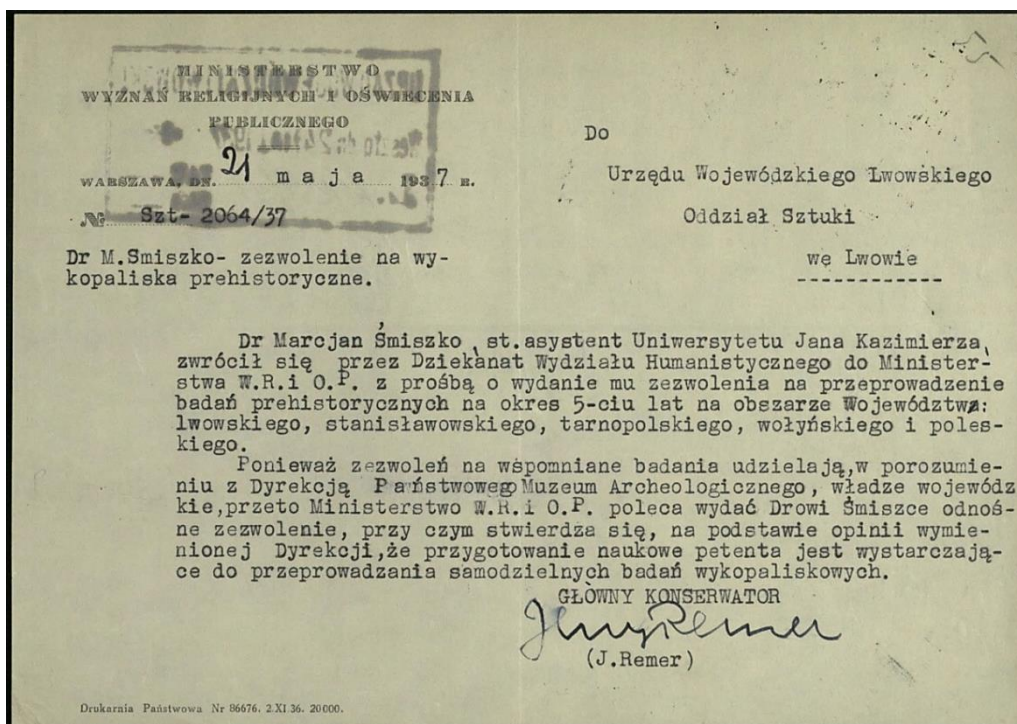 MINISTERSTWO
WYZNAŃ RELIGIJNYCH I OŚWIECENIA
PUBLICZNEGO
WARSZAWA, DN. 21 maja 1937 R.
№ Szt- 2064/37
Dr M.Smiszko- zezwolenie na wy-
kopaliska prehistoryczne.
Do
Urzędu Wojewódzkiego Lwowskiego
Oddział Sztuki
wę Lwowie
------------
Dr Marcjan Śmiszko, st.asystent Uniwersytetu Jana Kazimierza,
zwrócił się przez Dziekanat Wydziału Humanistycznego do Minister-
stwa W.R.i O.P. z prośbą o wydanie mu zezwolenia na przeprowadzenie
badań prehistorycznych na okres 5-ciu lat na obszarze Województwa:
lwowskiego, stanisławowskiego, tarnopolskiego, wołyńskiego i poles-
kiego.
Ponieważ zezwoleń na wspomniane badania udzielają,w porozumie-
niu z Dyrekcją Państwowego Muzeum Archeologicznego, władze wojewódz
kie,przeto Ministerstwo W.R.i O.P. poleca wydać Drowi Śmiszce odnoś-
ne zezwolenie, przy czym stwierdza się, na podstawie opinii wymie-
nionej Dyrekcji,że przygotowanie naukowe petenta jest wystarczają-
ce do przeprowadzania samodzielnych badań wykopaliskowych.
GŁÓWNY KONSERWATOR
Jerzy Remer
(J.Remer)
Drukarnia Państwowa Nr 86676. 2.XI.36. 20000.